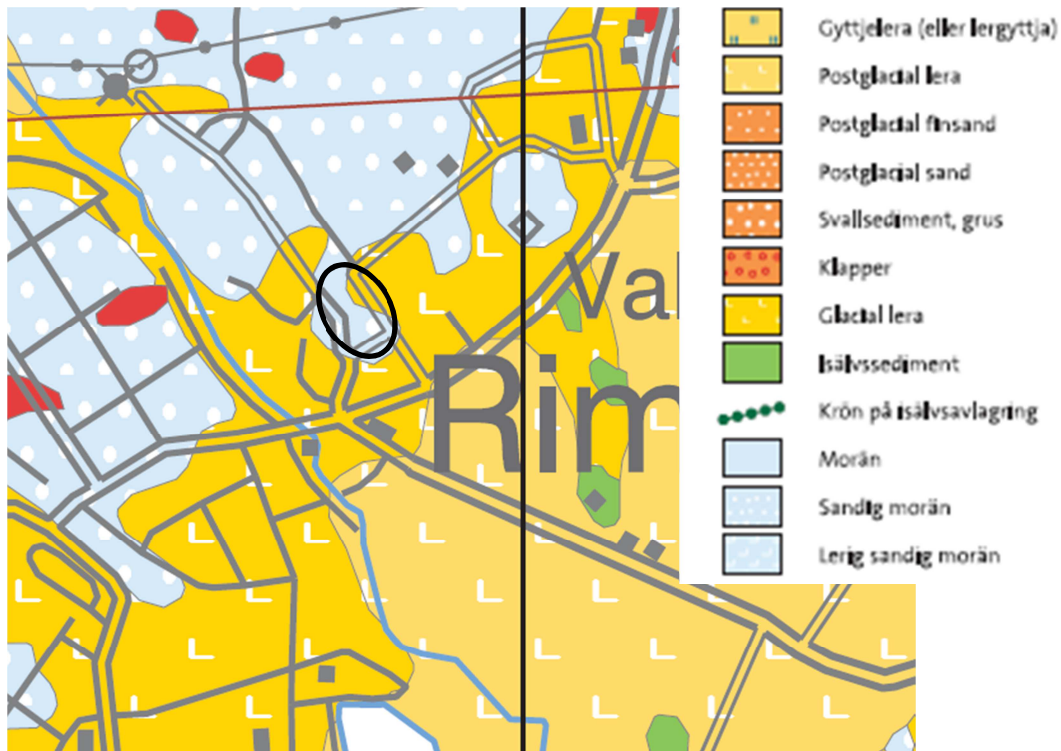 Val
Rim
Gyttjelera (eller lergyttja)
Postglacial lera
Postglacial finsand
Postglacial sand
Svallsediment, grus
Klapper
Glacial lera
Isälvssediment
Krön på isälvsavlagring
Morän
Sandig morän
Lerig sandig morän